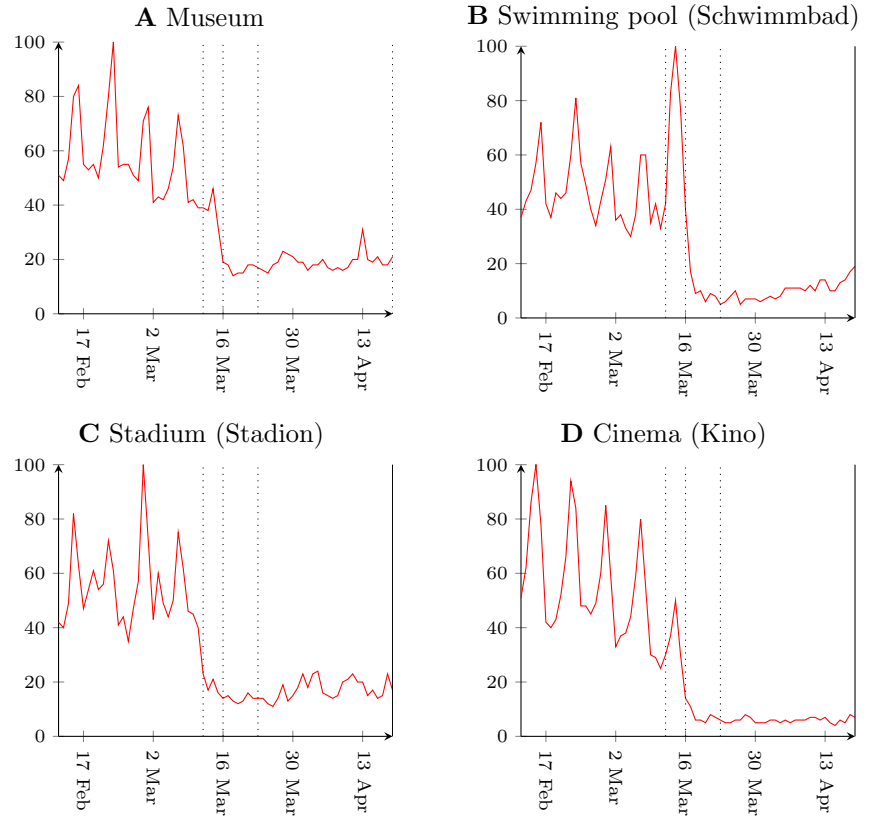 A Museum
100
80
60
40
20
0
17 Feb
2 Mar
16 Mar
30 Mar
13 Apr
B Swimming pool (Schwimmbad)
100
80
60
40
20
0
17 Feb
2 Mar
16 Mar
30 Mar
13 Apr
C Stadium (Stadion)
100
80
60
40
20
0
17 Feb
2 Mar
16 Mar
30 Mar
13 Apr
D Cinema (Kino)
100
80
60
40
20
0
17 Feb
2 Mar
16 Mar
30 Mar
13 Apr